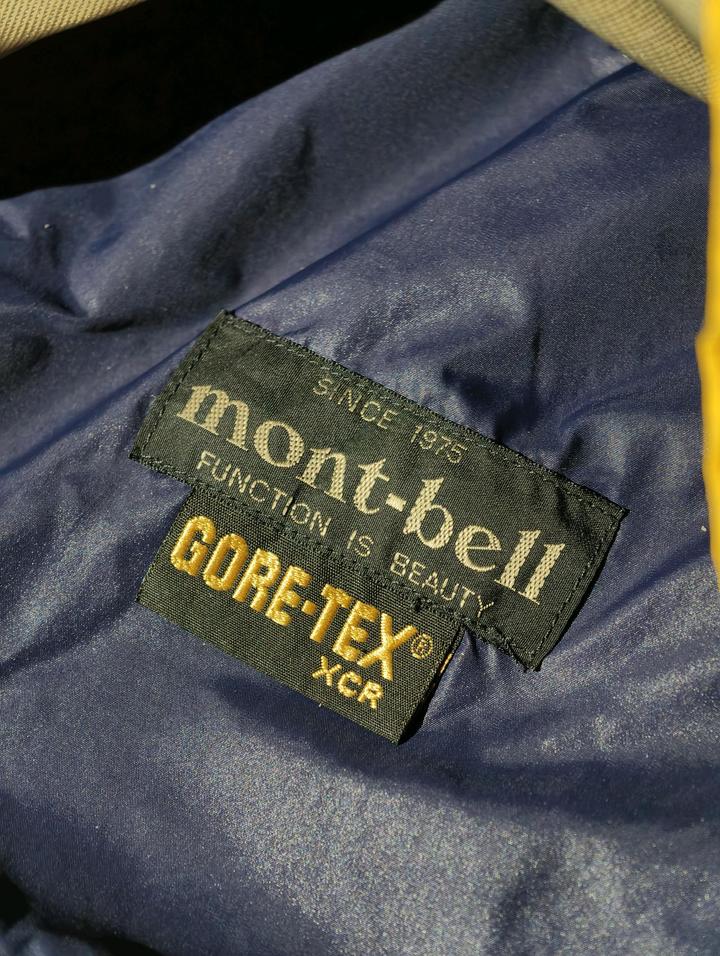 SINCE 1975
mont-bell
FUNCTION IS BEAUTY
GORE-TEX®
XCR